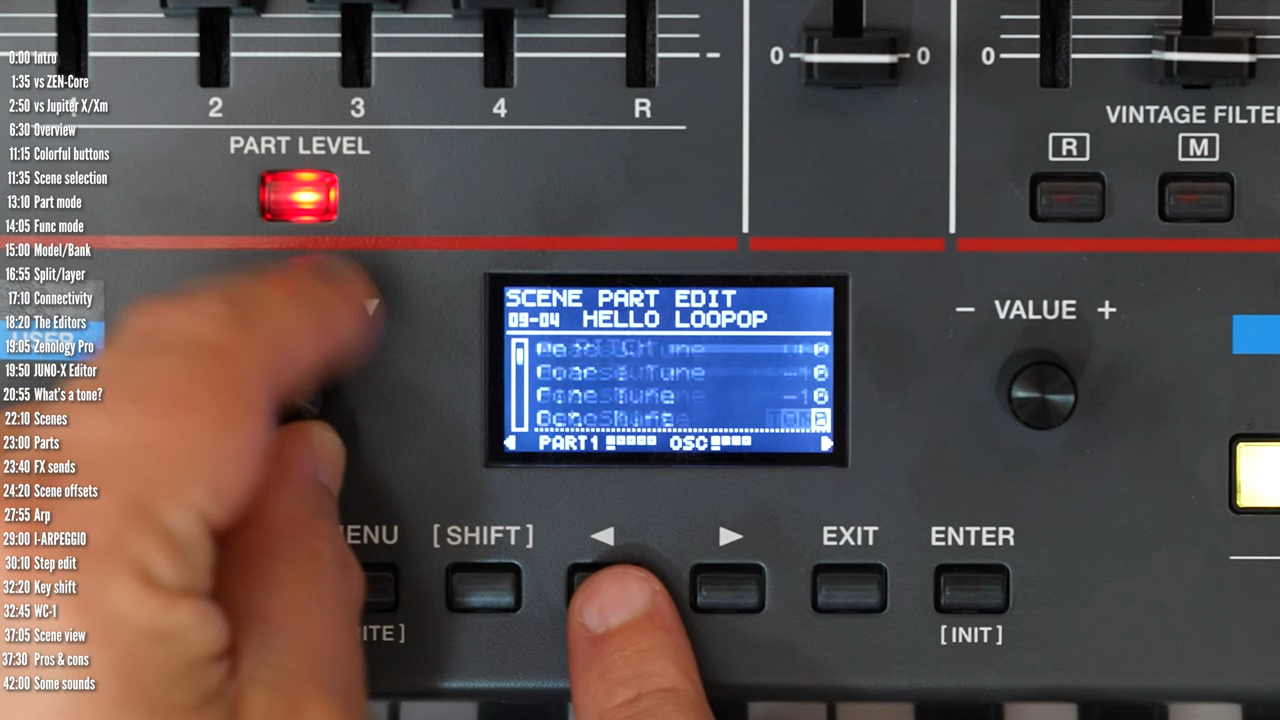 0:00 Intro
1:35 vs ZEN-Core
2:50 vs Jupiter X/Xm
6:30 Overview
11:15 Colorful buttons
11:35 Scene selection
13:10 Part mode
14:05 Func mode
15:00 Model/Bank
16:55 Split/layer
17:10 Connectivity
18:20 The Editors
19:05 Zenology Pro
19:50 JUNO-X Editor
20:55 What's a tone?
22:10 Scenes
23:00 Parts
23:40 FX sends
24:20 Scene offsets
27:55 Arp
29:00 I-ARPEGGIO
30:10 Step edit
32:20 Key shift
32:45 WC-1
37:05 Scene view
37:30 Pros & cons
42:00 Some sounds
2 3 4 R
PART LEVEL
0 0
0
VINTAGE FILTE
R M
SCENE PART EDIT
09-04 HELLO LOOPOP
Tune
Tune
PART1 OSC
− VALUE +
ENU [SHIFT] ◀ ▶ EXIT ENTER
ITE] [INIT]